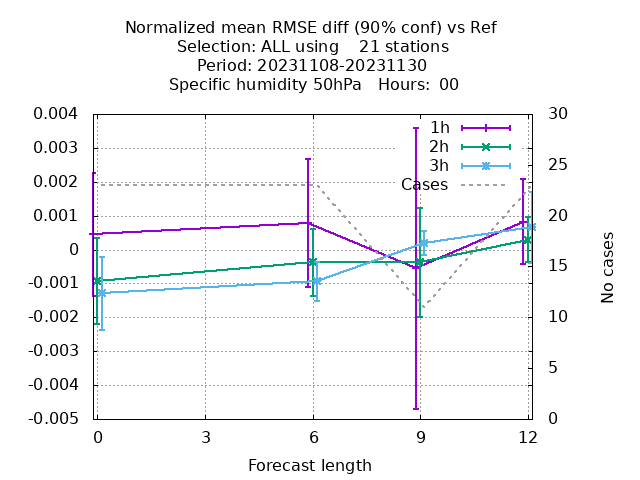 Normalized mean RMSE diff (90% conf) vs Ref
Selection: ALL using    21 stations
Period: 20231108-20231130
Specific humidity 50hPa   Hours:  00
0.004
0.003
0.002
0.001
0
-0.001
-0.002
-0.003
-0.004
-0.005
30
25
20
15
10
5
0
1h
2h
3h
Cases
No cases
0
3
6
9
12
Forecast length